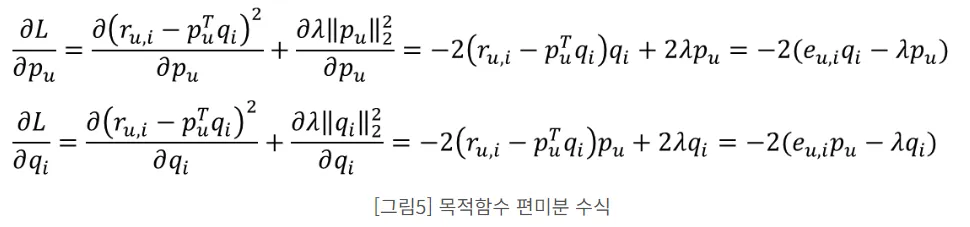 ∂L/∂p_u = ∂(r_{u,i} − p_u^T q_i)^2/∂p_u + ∂λ‖p_u‖_2^2/∂p_u = −2(r_{u,i} − p_u^T q_i)q_i + 2λp_u = −2(e_{u,i}q_i − λp_u)
∂L/∂q_i = ∂(r_{u,i} − p_u^T q_i)^2/∂q_i + ∂λ‖q_i‖_2^2/∂q_i = −2(r_{u,i} − p_u^T q_i)p_u + 2λq_i = −2(e_{u,i}p_u − λq_i)
[그림5] 목적함수 편미분 수식